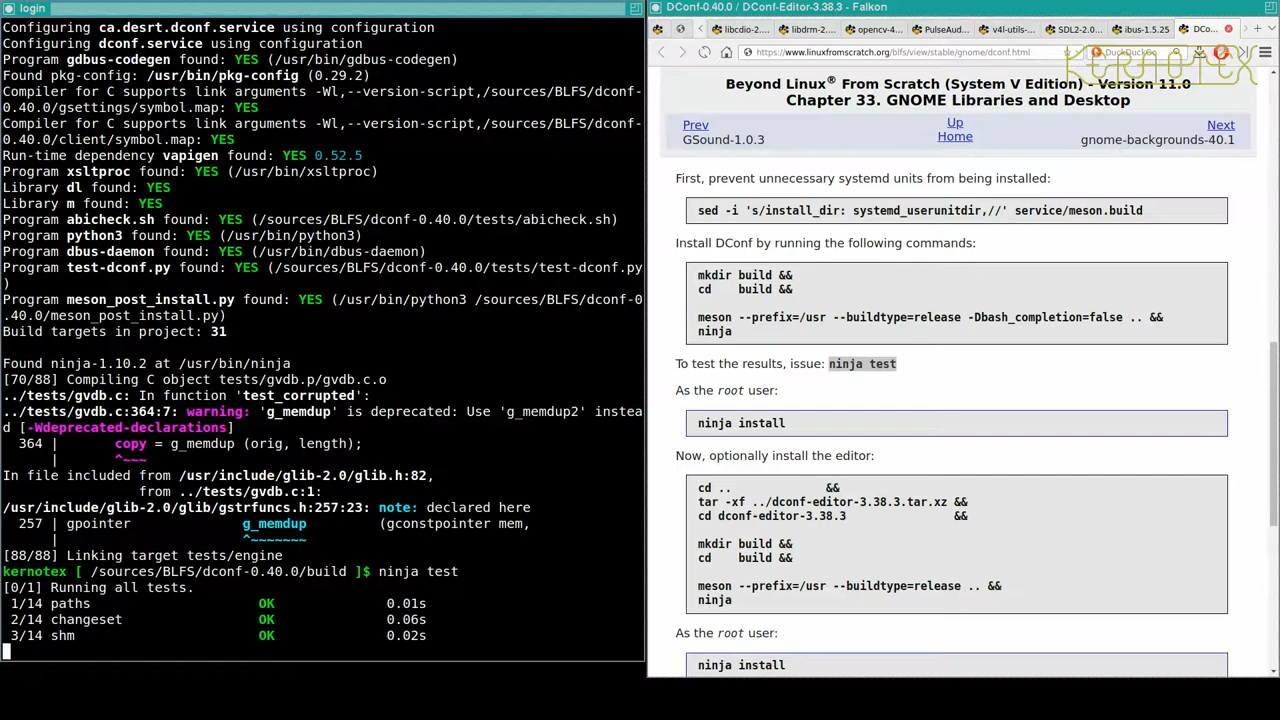 login
Configuring ca.desrt.dconf.service using configuration
Configuring dconf.service using configuration
Program gdbus-codegen found: YES (/usr/bin/gdbus-codegen)
Found pkg-config: /usr/bin/pkg-config (0.29.2)
Compiler for C supports link arguments -Wl,--version-script,/sources/BLFS/dconf-
0.40.0/gsettings/symbol.map: YES
Compiler for C supports link arguments -Wl,--version-script,/sources/BLFS/dconf-
0.40.0/client/symbol.map: YES
Run-time dependency vapigen found: YES 0.52.5
Program xsltproc found: YES (/usr/bin/xsltproc)
Library dl found: YES
Library m found: YES
Program abicheck.sh found: YES (/sources/BLFS/dconf-0.40.0/tests/abicheck.sh)
Program python3 found: YES (/usr/bin/python3)
Program dbus-daemon found: YES (/usr/bin/dbus-daemon)
Program test-dconf.py found: YES (/sources/BLFS/dconf-0.40.0/tests/test-dconf.py
)
Program meson_post_install.py found: YES (/usr/bin/python3 /sources/BLFS/dconf-0
.40.0/meson_post_install.py)
Build targets in project: 31
Found ninja-1.10.2 at /usr/bin/ninja
[70/88] Compiling C object tests/gvdb.p/gvdb.c.o
../tests/gvdb.c: In function 'test_corrupted':
../tests/gvdb.c:364:7: warning: 'g_memdup' is deprecated: Use 'g_memdup2' instea
d [-Wdeprecated-declarations]
364 | copy = g_memdup (orig, length);
| ^~~~
In file included from /usr/include/glib-2.0/glib.h:82,
from ../tests/gvdb.c:1:
/usr/include/glib-2.0/glib/gstrfuncs.h:257:23: note: declared here
257 | gpointer g_memdup (gconstpointer mem,
| ^~~~~~~~
[88/88] Linking target tests/engine
kernotex [ /sources/BLFS/dconf-0.40.0/build ]$ ninja test
[0/1] Running all tests.
1/14 paths OK 0.01s
2/14 changeset OK 0.06s
3/14 shm OK 0.02s
DConf-0.40.0 / DConf-Editor-3.38.3 - Falkon
libcdio-2.... libdrm-2.... opencv-4.... PulseAud... v4l-utils-... SDL2-2.0... ibus-1.5.25 DCo...
https://www.linuxfromscratch.org/blfs/view/stable/gnome/dconf.html DuckDuckGo
KERNOTEX
Beyond Linux® From Scratch (System V Edition) - Version 11.0
Chapter 33. GNOME Libraries and Desktop
Prev Up Next
GSound-1.0.3 Home gnome-backgrounds-40.1
First, prevent unnecessary systemd units from being installed:
sed -i 's/install_dir: systemd_userunitdir,//' service/meson.build
Install DConf by running the following commands:
mkdir build &&
cd build &&
meson --prefix=/usr --buildtype=release -Dbash_completion=false .. &&
ninja
To test the results, issue: ninja test
As the root user:
ninja install
Now, optionally install the editor:
cd .. &&
tar -xf ../dconf-editor-3.38.3.tar.xz &&
cd dconf-editor-3.38.3 &&
mkdir build &&
cd build &&
meson --prefix=/usr --buildtype=release .. &&
ninja
As the root user:
ninja install